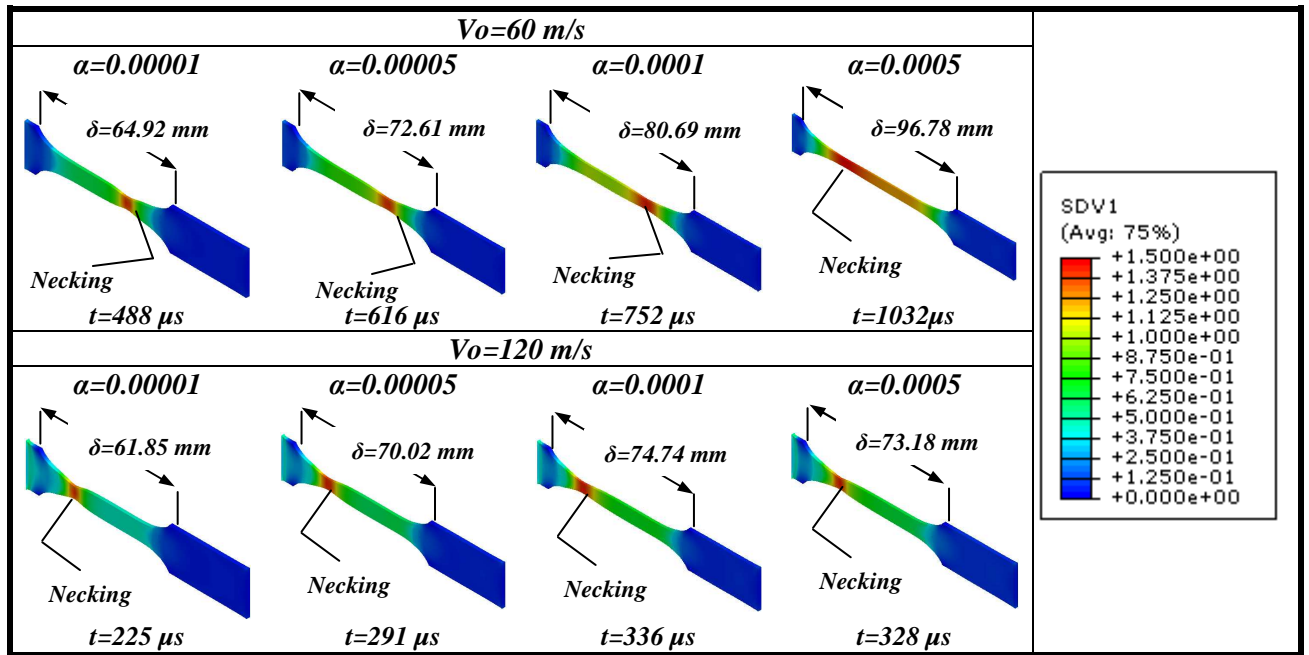 Vo=60 m/s
α=0.00001
α=0.00005
α=0.0001
α=0.0005
δ=64.92 mm
δ=72.61 mm
δ=80.69 mm
δ=96.78 mm
Necking
Necking
Necking
Necking
t=488 μs
t=616 μs
t=752 μs
t=1032μs
Vo=120 m/s
α=0.00001
α=0.00005
α=0.0001
α=0.0005
δ=61.85 mm
δ=70.02 mm
δ=74.74 mm
δ=73.18 mm
Necking
Necking
Necking
Necking
t=225 μs
t=291 μs
t=336 μs
t=328 μs
SDV1
(Avg: 75%)
+1.500e+00
+1.375e+00
+1.250e+00
+1.125e+00
+1.000e+00
+8.750e-01
+7.500e-01
+6.250e-01
+5.000e-01
+3.750e-01
+2.500e-01
+1.250e-01
+0.000e+00